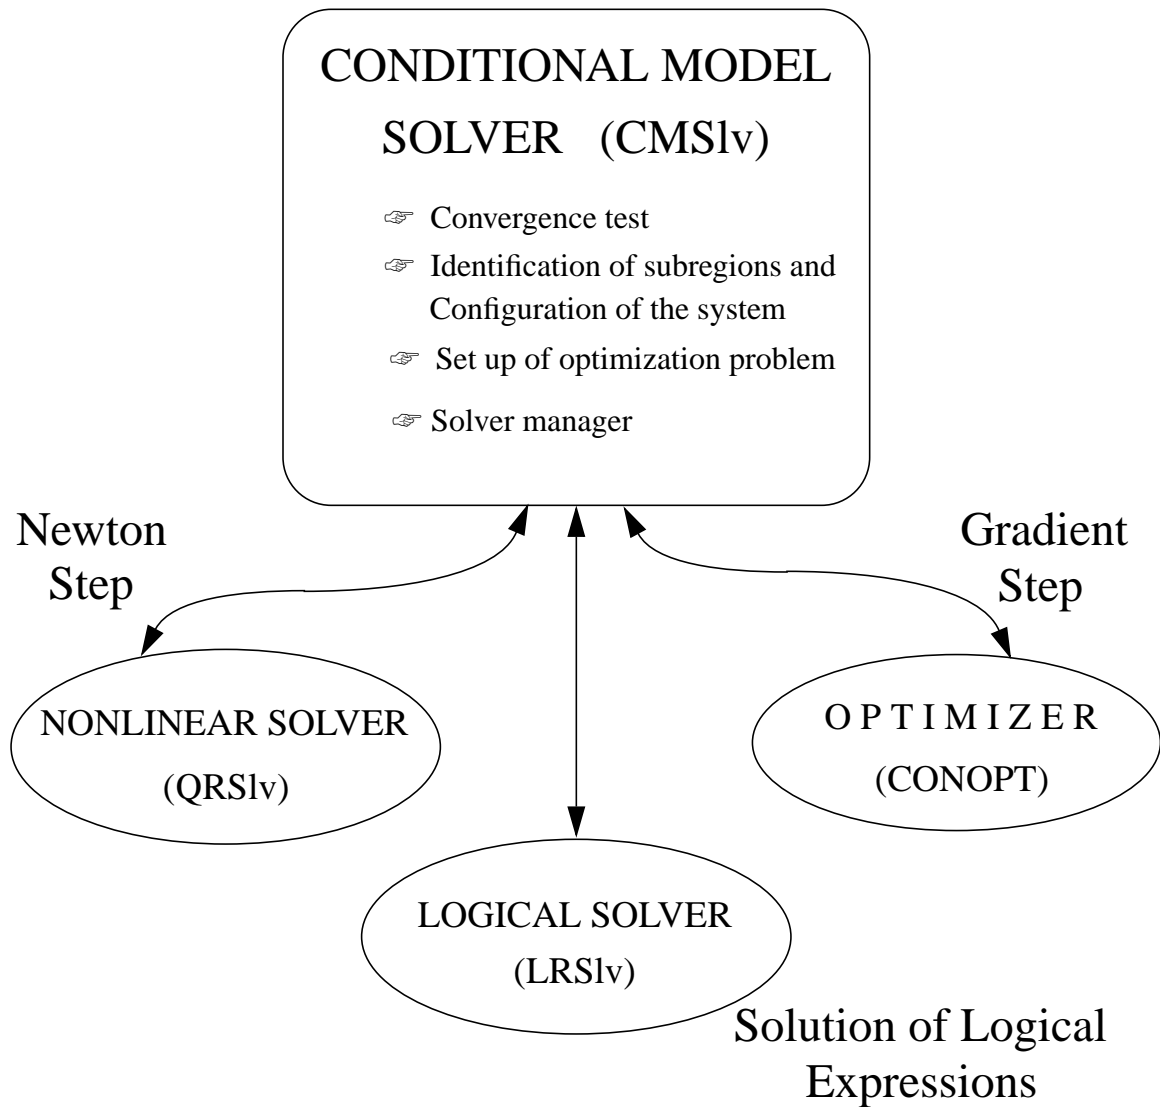 CONDITIONAL MODEL
SOLVER (CMSlv)
☞ Convergence test
☞ Identification of subregions and
Configuration of the system
☞ Set up of optimization problem
☞ Solver manager
Newton
Step
Gradient
Step
NONLINEAR SOLVER
(QRSlv)
O P T I M I Z E R
(CONOPT)
LOGICAL SOLVER
(LRSlv)
Solution of Logical
Expressions